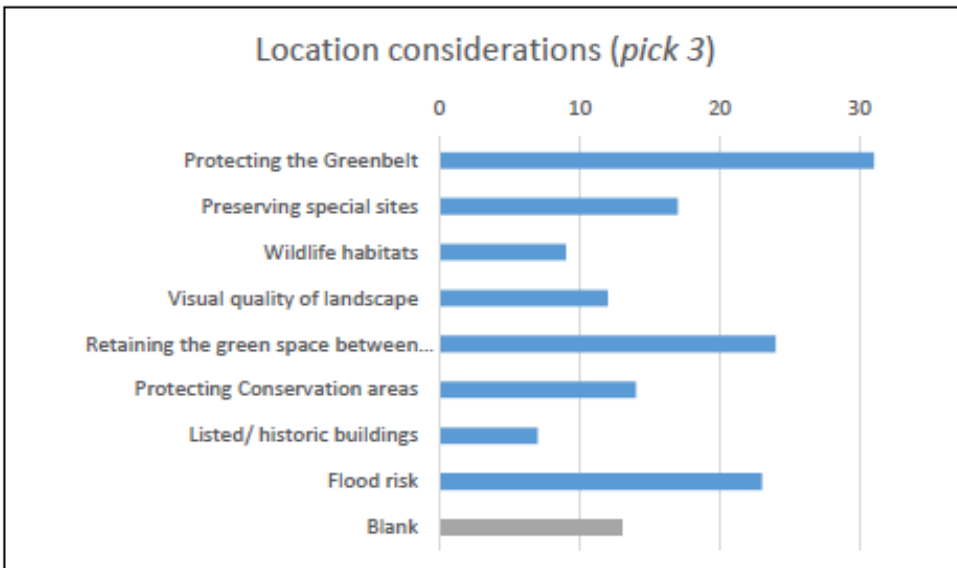 Location considerations (pick 3)
0 10 20 30
Protecting the Greenbelt
Preserving special sites
Wildlife habitats
Visual quality of landscape
Retaining the green space between...
Protecting Conservation areas
Listed/ historic buildings
Flood risk
Blank